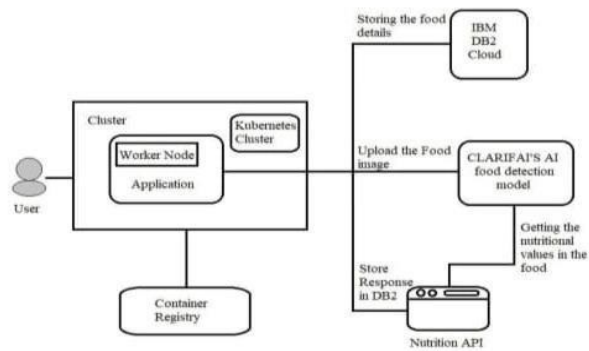 Storing the food
details
IBM
DB2
Cloud
Cluster
Kubernetes
Cluster
Worker Node
Application
User
Upload the Food
image
CLARIFAI'S AI
food detection
model
Getting the
nutritional
values in the
food
Store
Response
in DB2
Container
Registry
Nutrition API